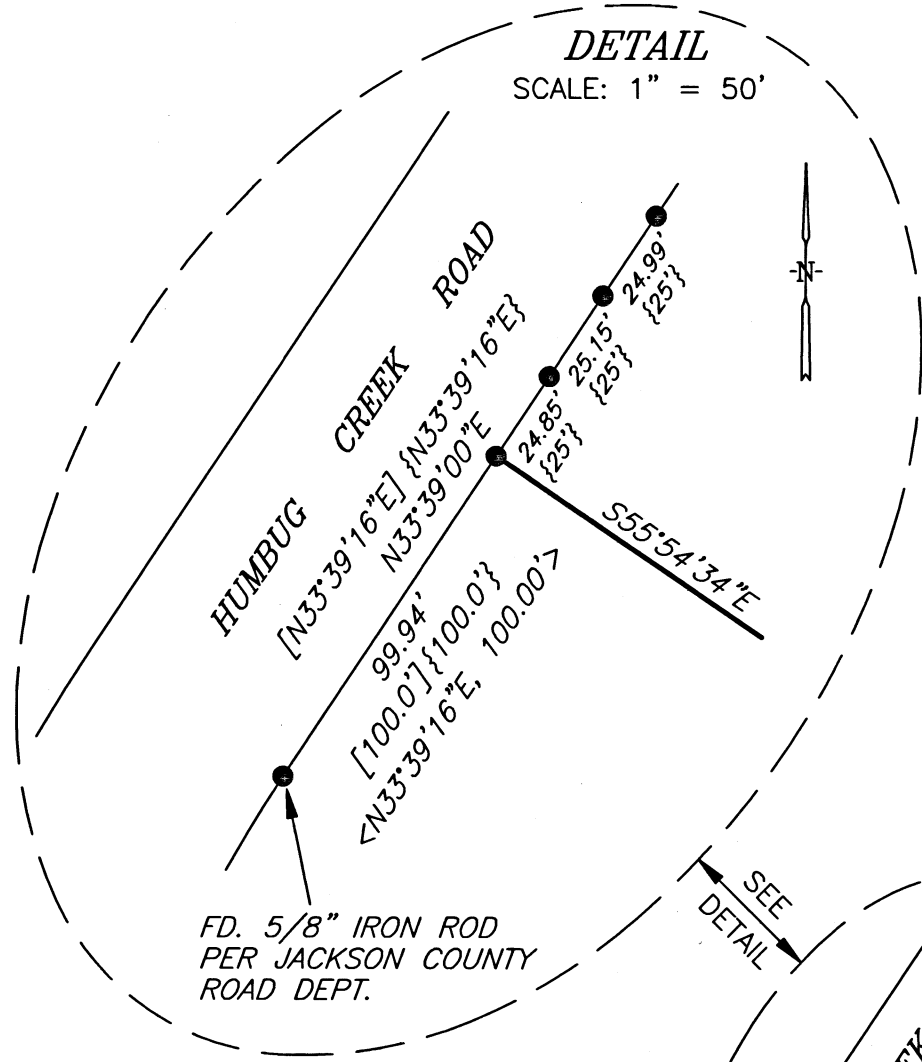 DETAIL
SCALE: 1" = 50'
-N-
HUMBUG CREEK ROAD
[N33°39'16"E] {N33°39'16"E}
N33°39'00"E
24.99'
{25'}
25.15'
{25'}
24.85'
{25'}
S55°54'34"E
99.94'
[100.0'] {100.0'}
<N33°39'16"E, 100.00'>
FD. 5/8" IRON ROD
PER JACKSON COUNTY
ROAD DEPT.
SEE
DETAIL